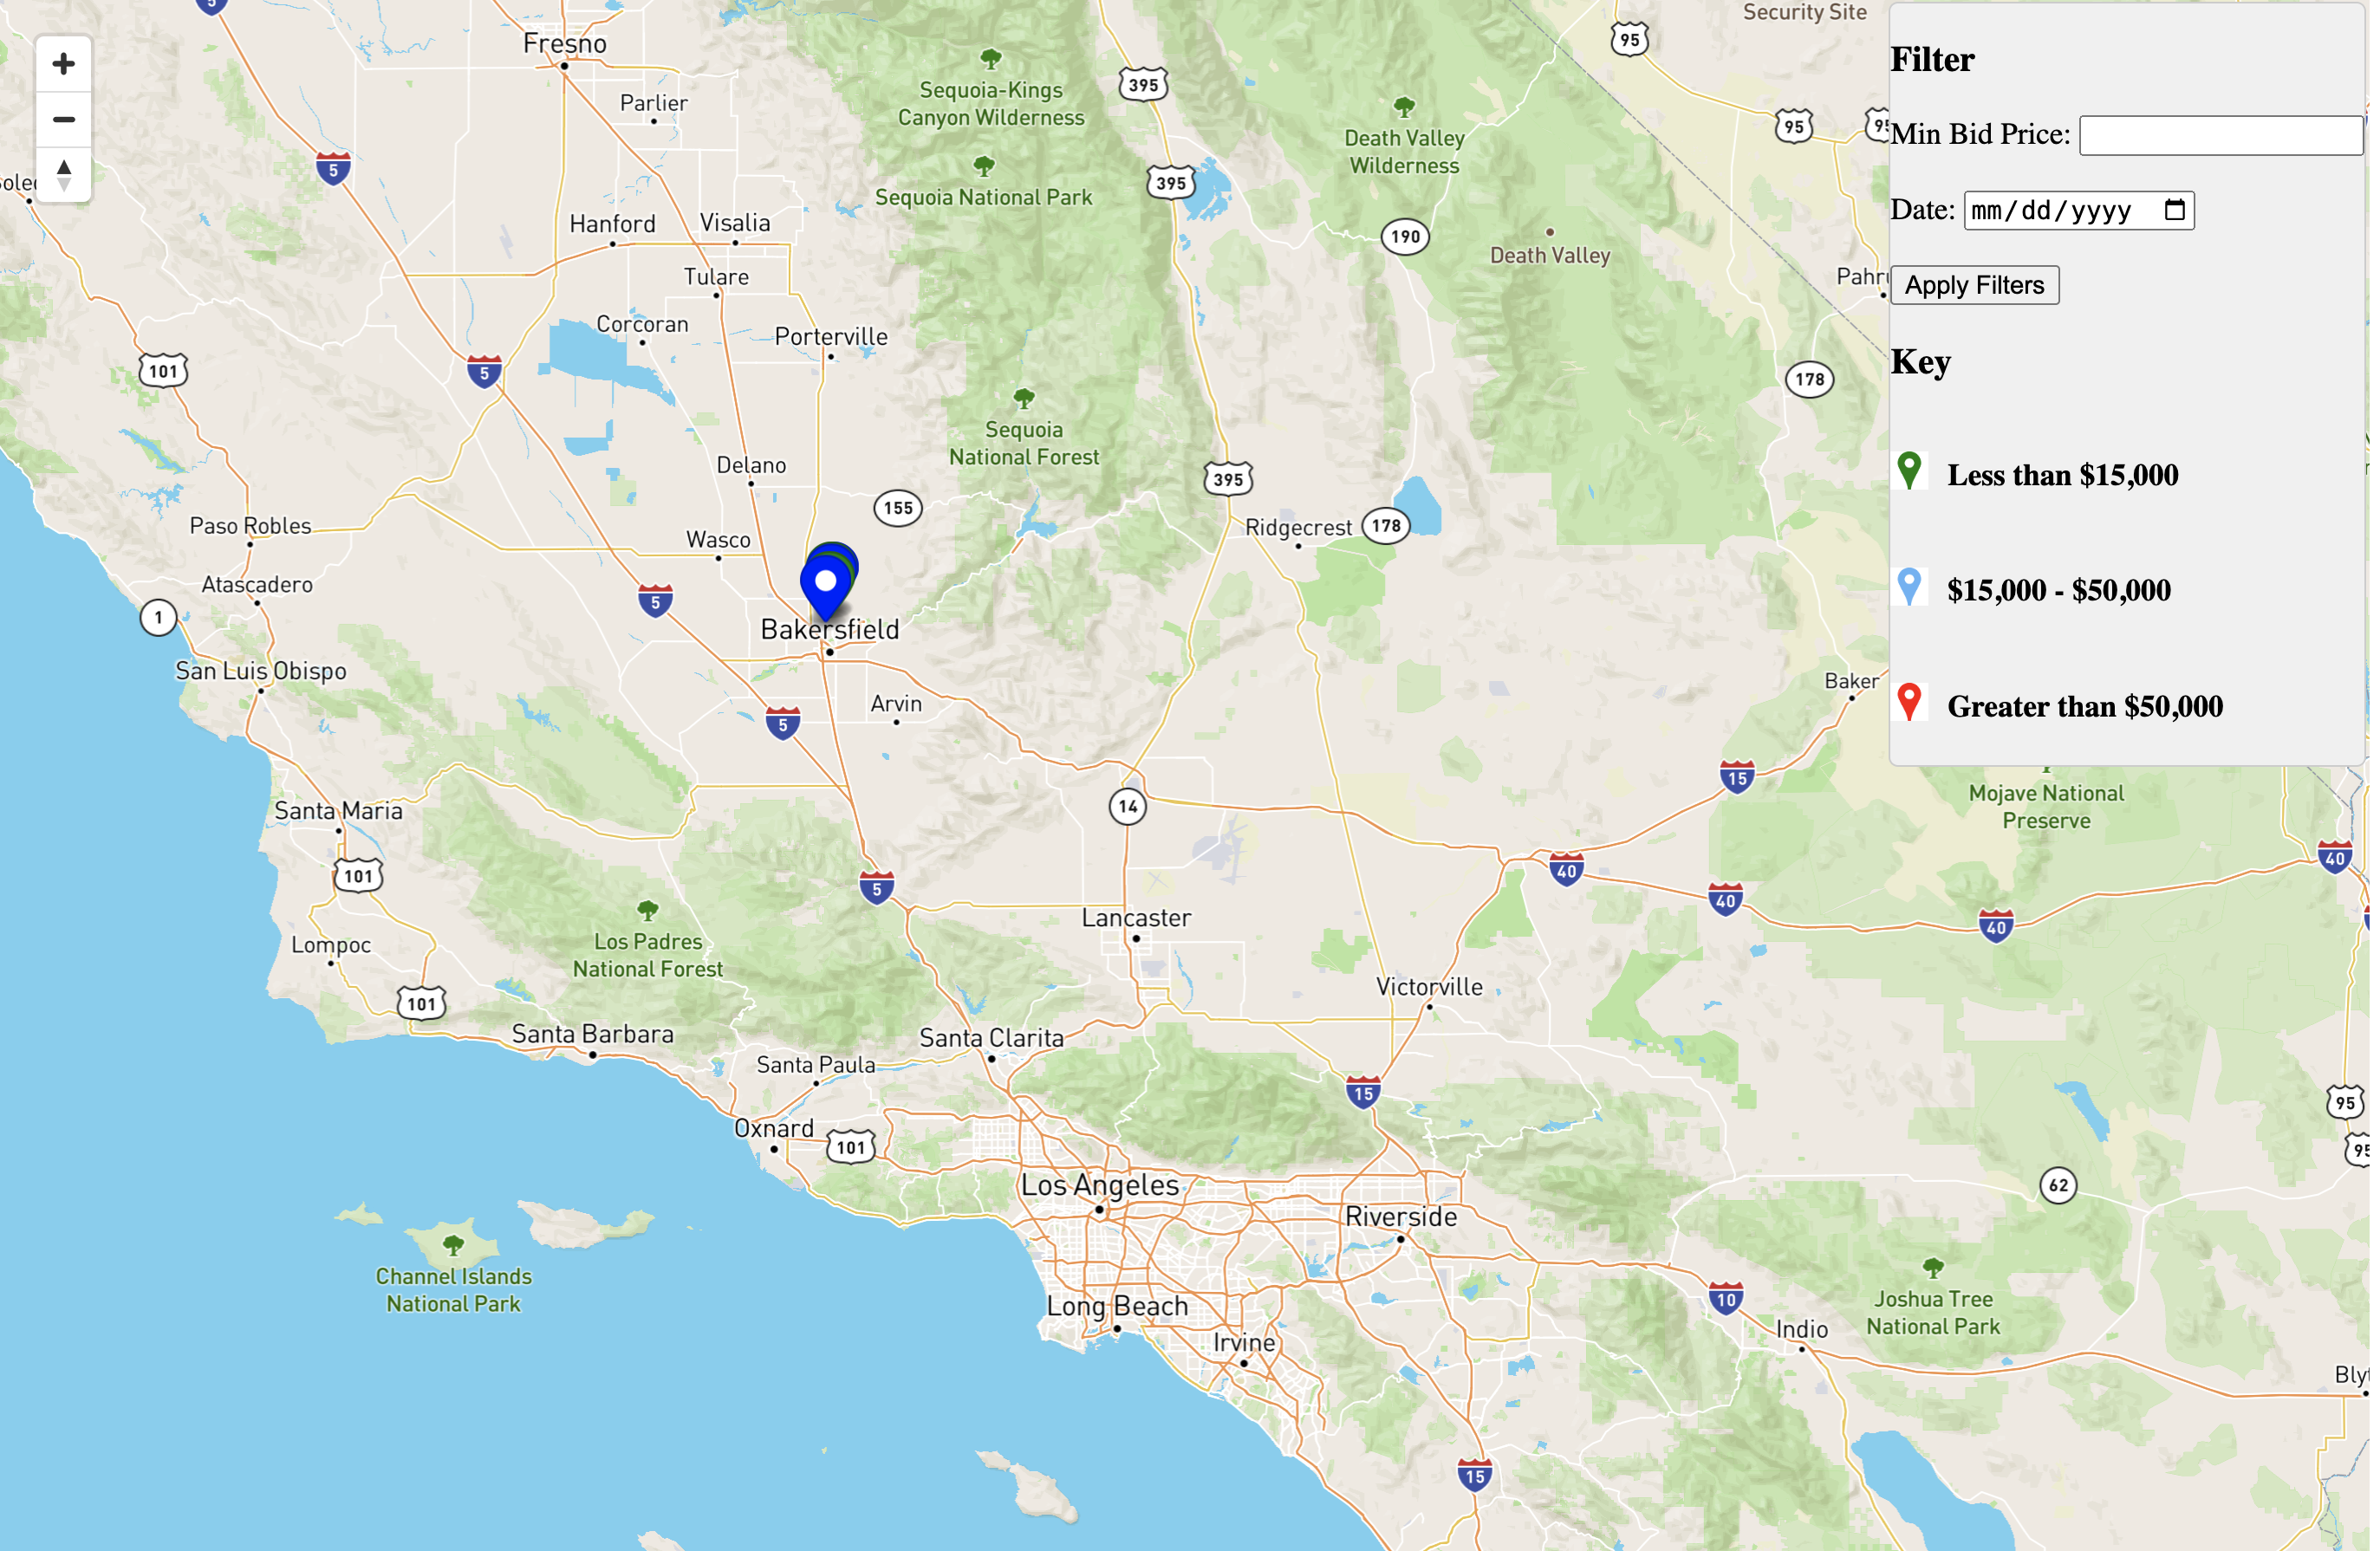 Security Site
5
Fresno
395
95
Filter
Sequoia-Kings
Canyon Wilderness
Parlier
Death Valley
Wilderness
95
95
Min Bid Price:
5
Sequoia National Park
395
Hanford
Visalia
190
Death Valley
Date: mm/dd/yyyy
Tulare
Pahru
Apply Filters
Corcoran
Porterville
101
5
178
Key
Sequoia
National Forest
Delano
395
Less than $15,000
155
Paso Robles
Wasco
Ridgecrest
178
Atascadero
5
$15,000 - $50,000
1
Bakersfield
San Luis Obispo
Arvin
Baker
Greater than $50,000
5
15
Santa Maria
14
Mojave National
Preserve
101
5
40
40
40
40
Lancaster
Lompoc
Los Padres
National Forest
101
Victorville
Santa Barbara
Santa Clarita
Santa Paula
15
95
Oxnard
101
95
Los Angeles
62
Riverside
Channel Islands
National Park
Long Beach
10
Joshua Tree
National Park
Irvine
Indio
Blyt
15